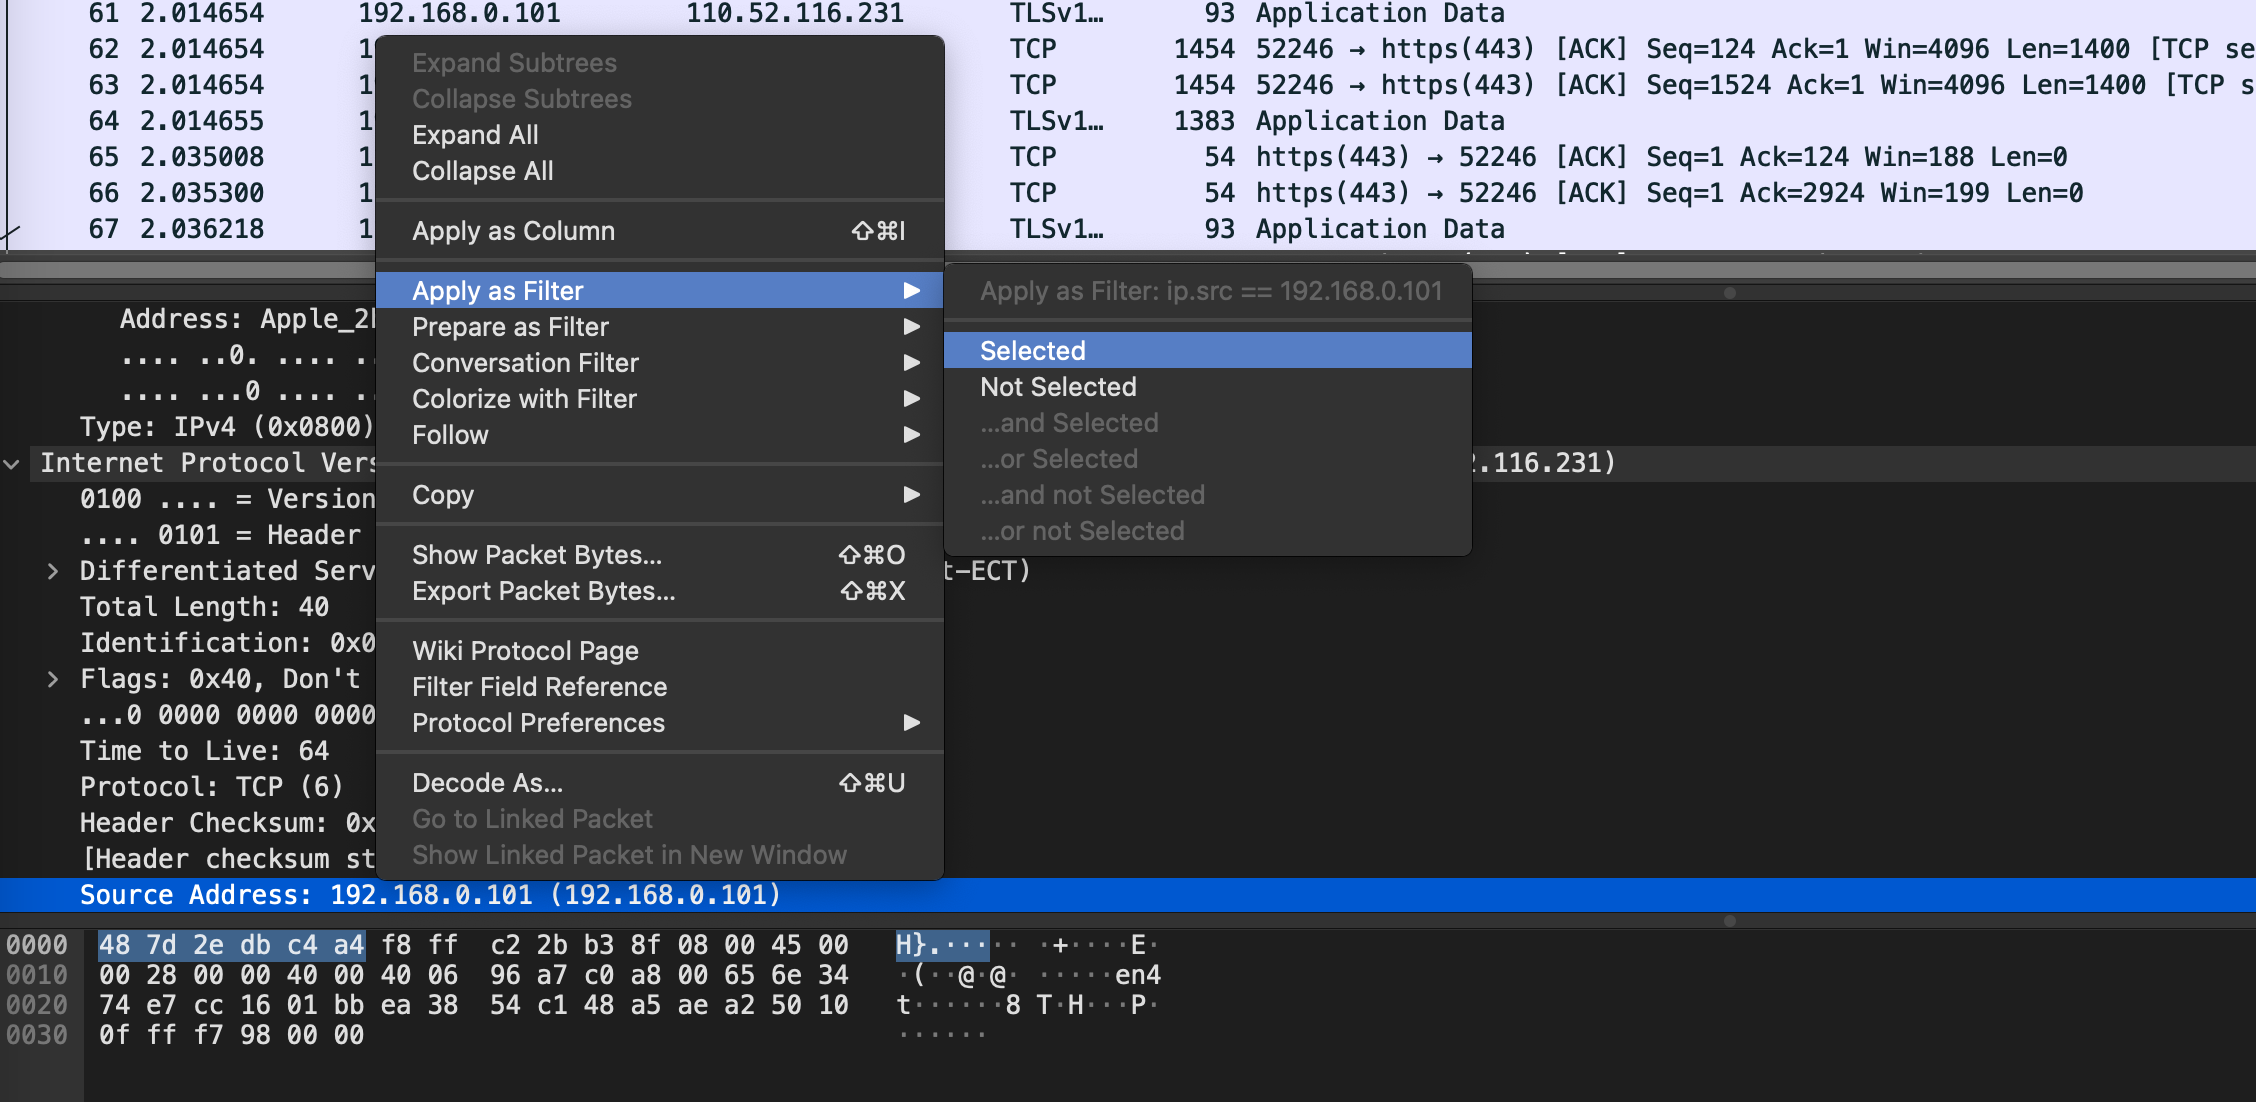 61 2.014654 192.168.0.101 110.52.116.231 TLSv1… 93 Application Data
62 2.014654 1 TCP 1454 52246 → https(443) [ACK] Seq=124 Ack=1 Win=4096 Len=1400 [TCP se
63 2.014654 1 TCP 1454 52246 → https(443) [ACK] Seq=1524 Ack=1 Win=4096 Len=1400 [TCP s
64 2.014655 1 TLSv1… 1383 Application Data
65 2.035008 1 TCP 54 https(443) → 52246 [ACK] Seq=1 Ack=124 Win=188 Len=0
66 2.035300 1 TCP 54 https(443) → 52246 [ACK] Seq=1 Ack=2924 Win=199 Len=0
67 2.036218 1 TLSv1… 93 Application Data
Expand Subtrees
Collapse Subtrees
Expand All
Collapse All
Apply as Column ⇧⌘I
Apply as Filter ▶
Prepare as Filter ▶
Conversation Filter ▶
Colorize with Filter ▶
Follow ▶
Copy ▶
Show Packet Bytes... ⇧⌘O
Export Packet Bytes... ⇧⌘X
Wiki Protocol Page
Filter Field Reference
Protocol Preferences ▶
Decode As... ⇧⌘U
Go to Linked Packet
Show Linked Packet in New Window
Apply as Filter: ip.src == 192.168.0.101
Selected
Not Selected
...and Selected
...or Selected
...and not Selected
...or not Selected
Address: Apple_2
.... ..0. .... ..
.... ...0 .... ..
Type: IPv4 (0x0800)
Internet Protocol Vers .116.231)
0100 .... = Version
.... 0101 = Header
Differentiated Serv t-ECT)
Total Length: 40
Identification: 0x0
Flags: 0x40, Don't
...0 0000 0000 0000
Time to Live: 64
Protocol: TCP (6)
Header Checksum: 0x
[Header checksum st
Source Address: 192.168.0.101 (192.168.0.101)
0000 48 7d 2e db c4 a4 f8 ff c2 2b b3 8f 08 00 45 00 H}.····· ·+····E·
0010 00 28 00 00 40 00 40 06 96 a7 c0 a8 00 65 6e 34 ·(··@·@· ·····en4
0020 74 e7 cc 16 01 bb ea 38 54 c1 48 a5 ae a2 50 10 t······8 T·H···P·
0030 0f ff f7 98 00 00 ······